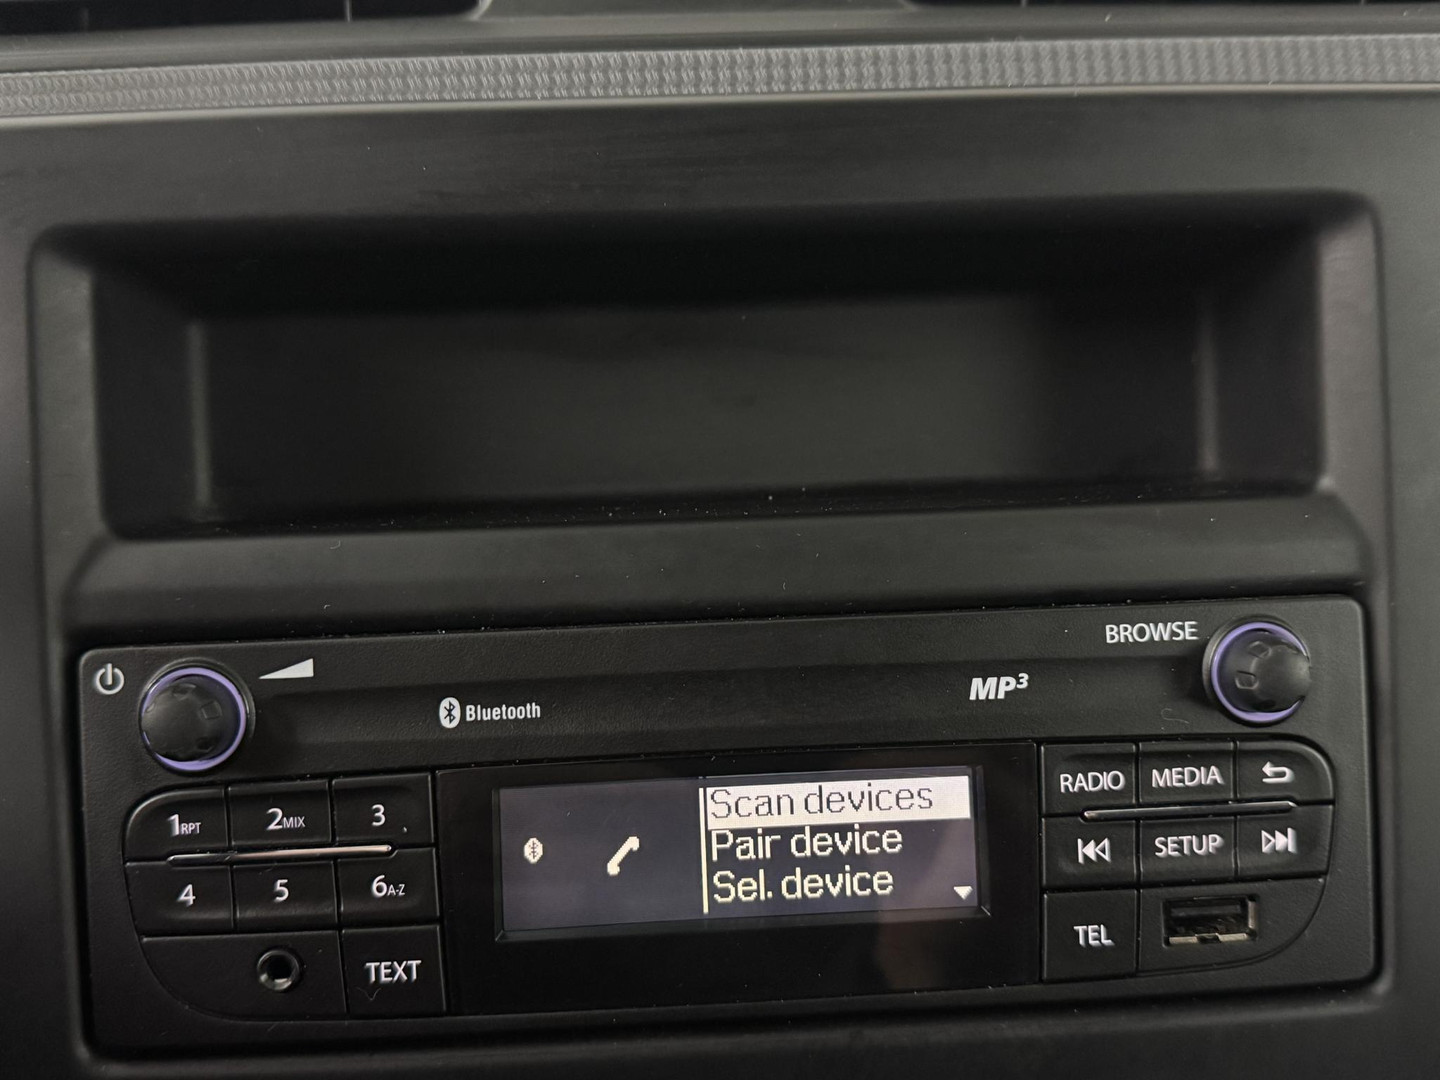 BROWSE
Bluetooth
MP3
Scan devices
Pair device
Sel. device
1RPT
2MIX
3
4
5
6A-Z
TEXT
RADIO
MEDIA
SETUP
TEL